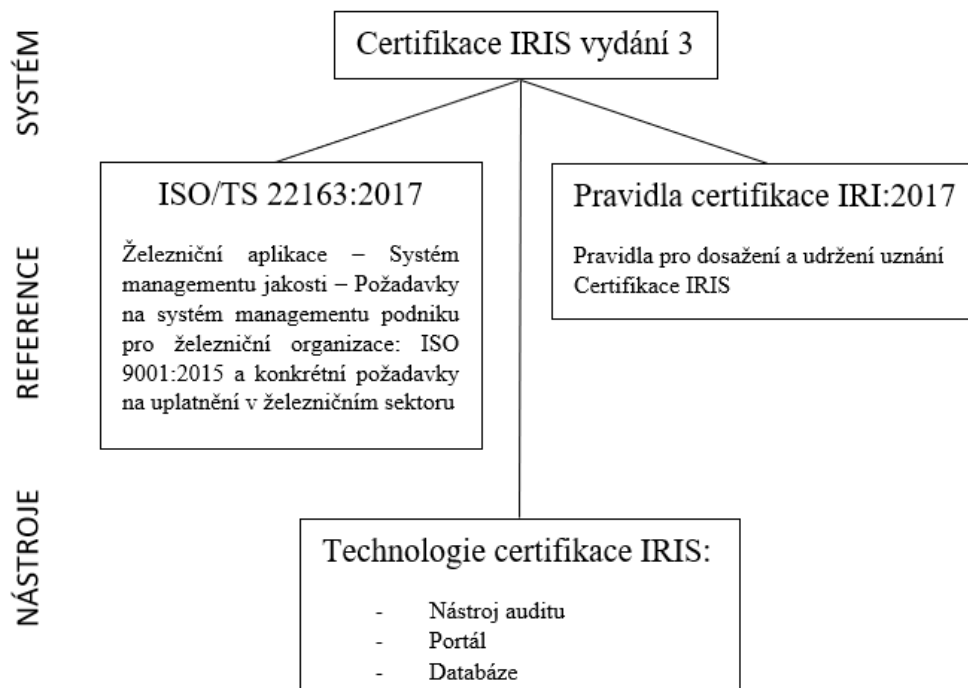 SYSTÉM
Certifikace IRIS vydání 3
REFERENCE
ISO/TS 22163:2017
Železniční aplikace – Systém
managementu jakosti – Požadavky
na systém managementu podniku
pro železniční organizace: ISO
9001:2015 a konkrétní požadavky
na uplatnění v železničním sektoru
Pravidla certifikace IRI:2017
Pravidla pro dosažení a udržení uznání
Certifikace IRIS
NÁSTROJE
Technologie certifikace IRIS:
- Nástroj auditu
- Portál
- Databáze